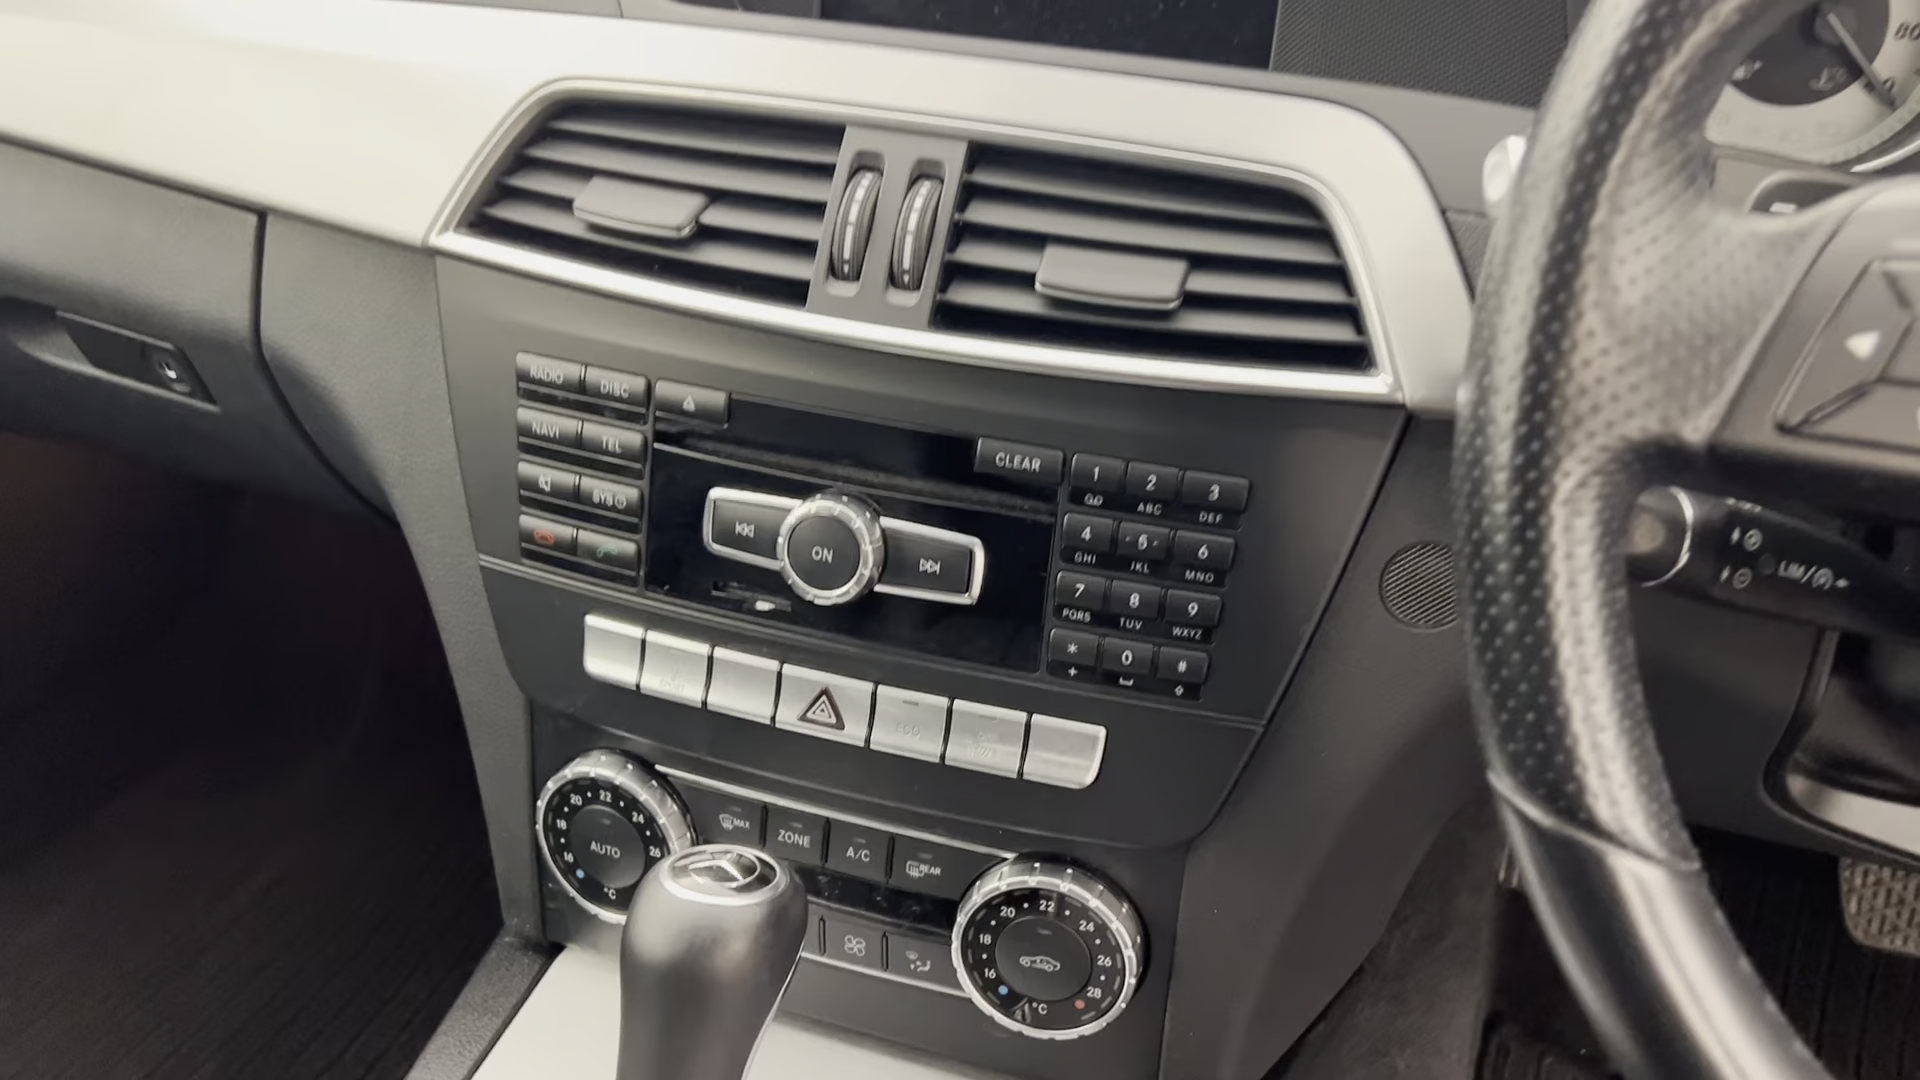 80
RADIO DISC
NAVI TEL
SYS
CLEAR
ON
1 2 3
ABC DEF
4 5 6
GHI JKL MNO
7 8 9
PQRS TUV WXYZ
* 0 #
+
LIM/
ECO
16 18 20 22 24 26
AUTO
°C
MAX
ZONE
A/C
REAR
16 18 20 22 24 26 28
°C